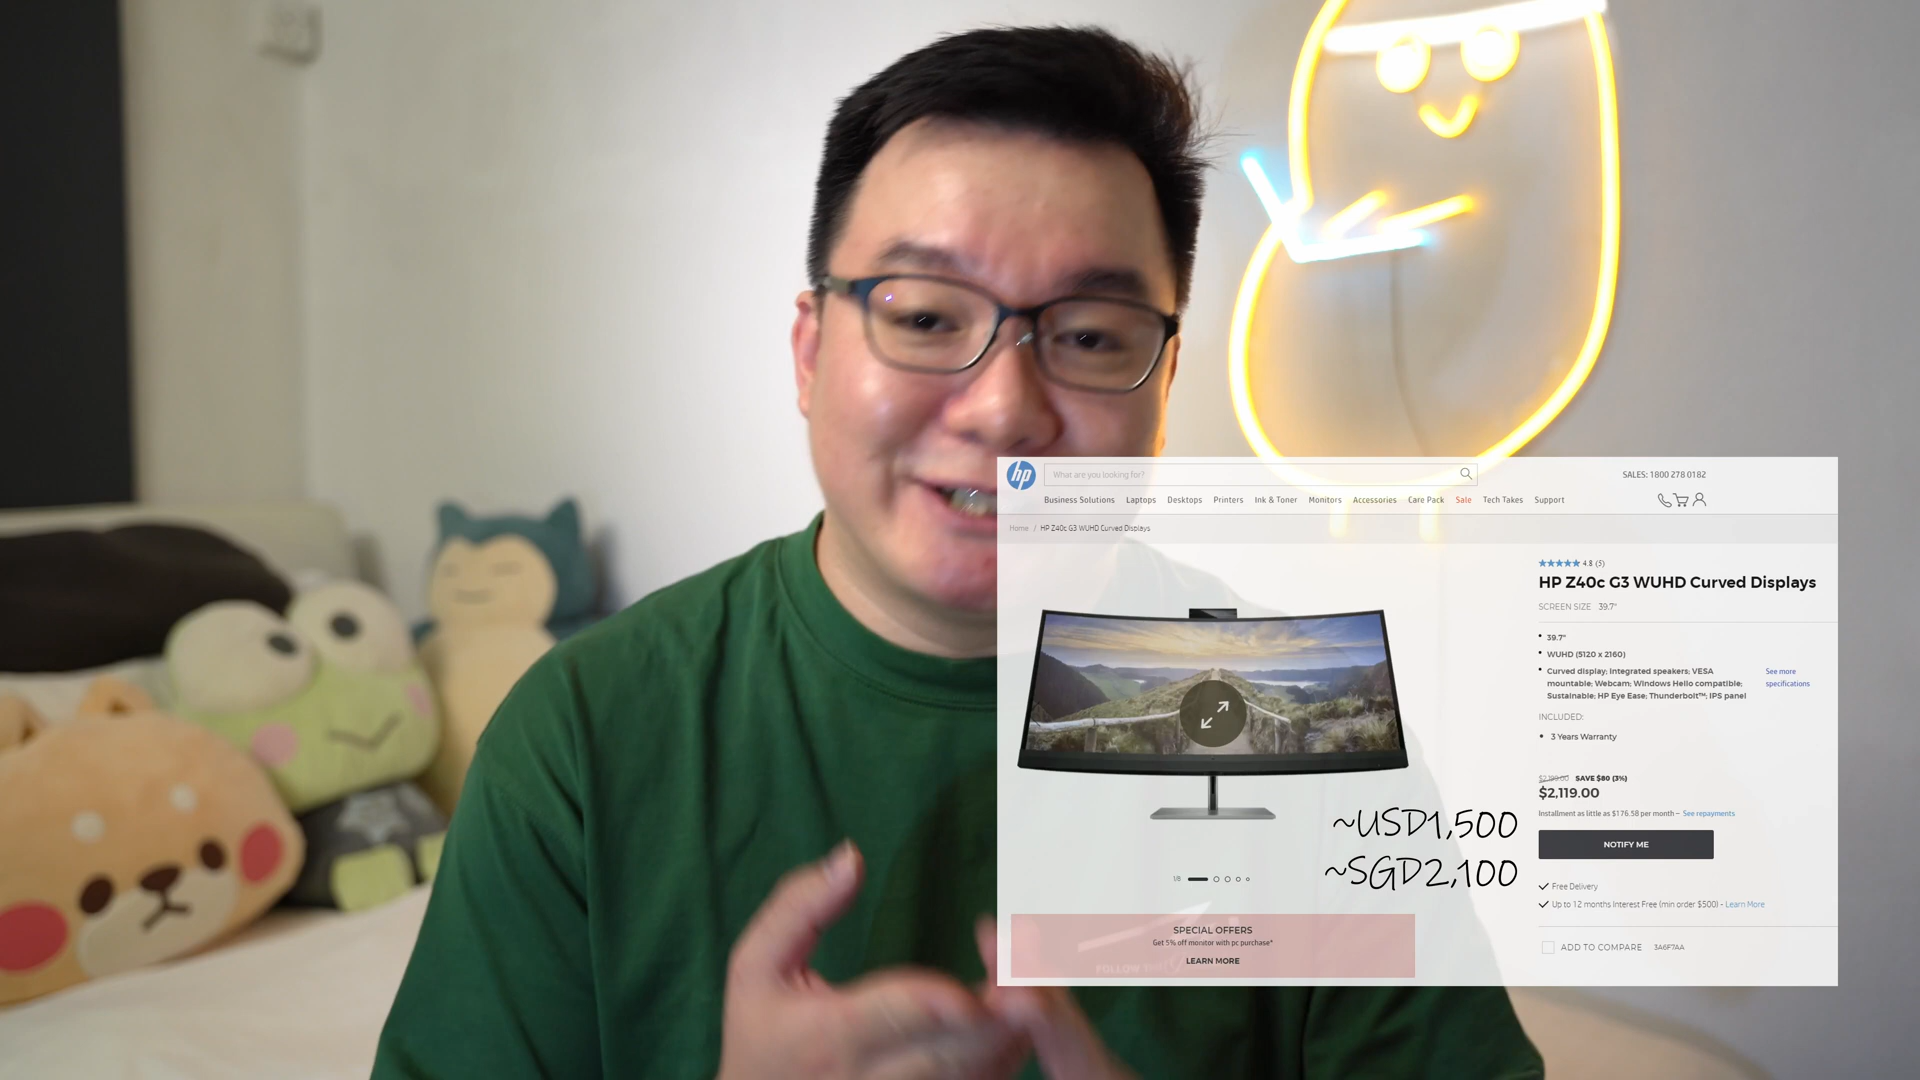 hp
What are you looking for?
SALES: 1800 278 0182
Business Solutions Laptops Desktops Printers Ink & Toner Monitors Accessories Care Pack Sale Tech Takes Support
Home / HP Z40c G3 WUHD Curved Displays
4.8 (5)
HP Z40c G3 WUHD Curved Displays
SCREEN SIZE 39.7"
39.7"
WUHD (5120 x 2160)
Curved display; Integrated speakers; VESA
mountable; Webcam; Windows Hello compatible;
Sustainable; HP Eye Ease; Thunderbolt™; IPS panel
See more
specifications
INCLUDED:
3 Years Warranty
$2,199.00 SAVE $80 (3%)
$2,119.00
Installment as little as $176.58 per month – See repayments
NOTIFY ME
~USD1,500
~SGD2,100
1/8
Free Delivery
Up to 12 months Interest Free (min order $500) - Learn More
SPECIAL OFFERS
Get 5% off monitor with pc purchase*
LEARN MORE
ADD TO COMPARE 3A6F7AA